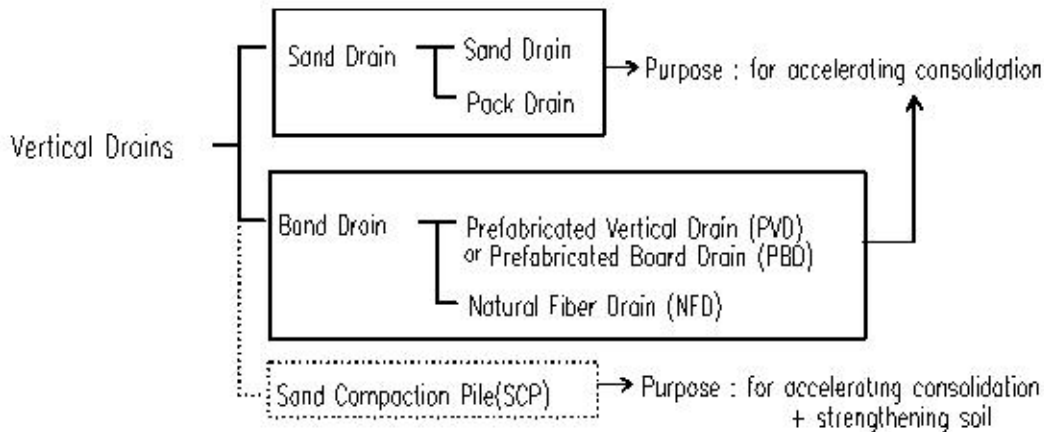 Vertical Drains
Sand Drain
Sand Drain
Pack Drain
Purpose : for accelerating consolidation
Band Drain
Prefabricated Vertical Drain (PVD)
or Prefabricated Board Drain (PBD)
Natural Fiber Drain (NFD)
Sand Compaction Pile(SCP)
Purpose : for accelerating consolidation
+ strengthening soil